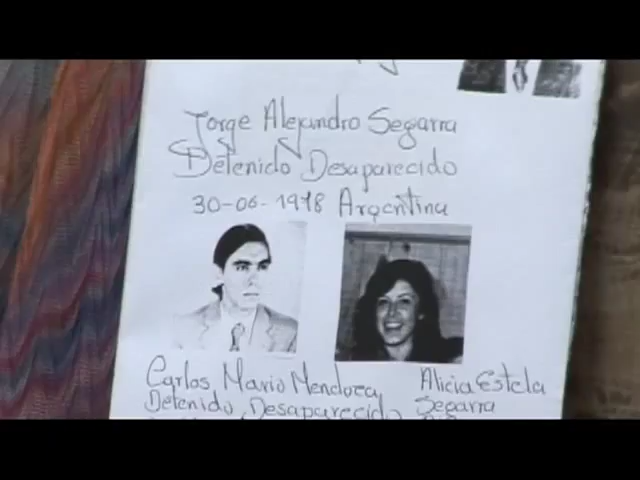 Jorge Alejandro Segarra
Detenido Desaparecido
30-06-1978 Argentina
Carlos Mario Mendoza
Detenido Desaparecido
Alicia Estela
Segarra